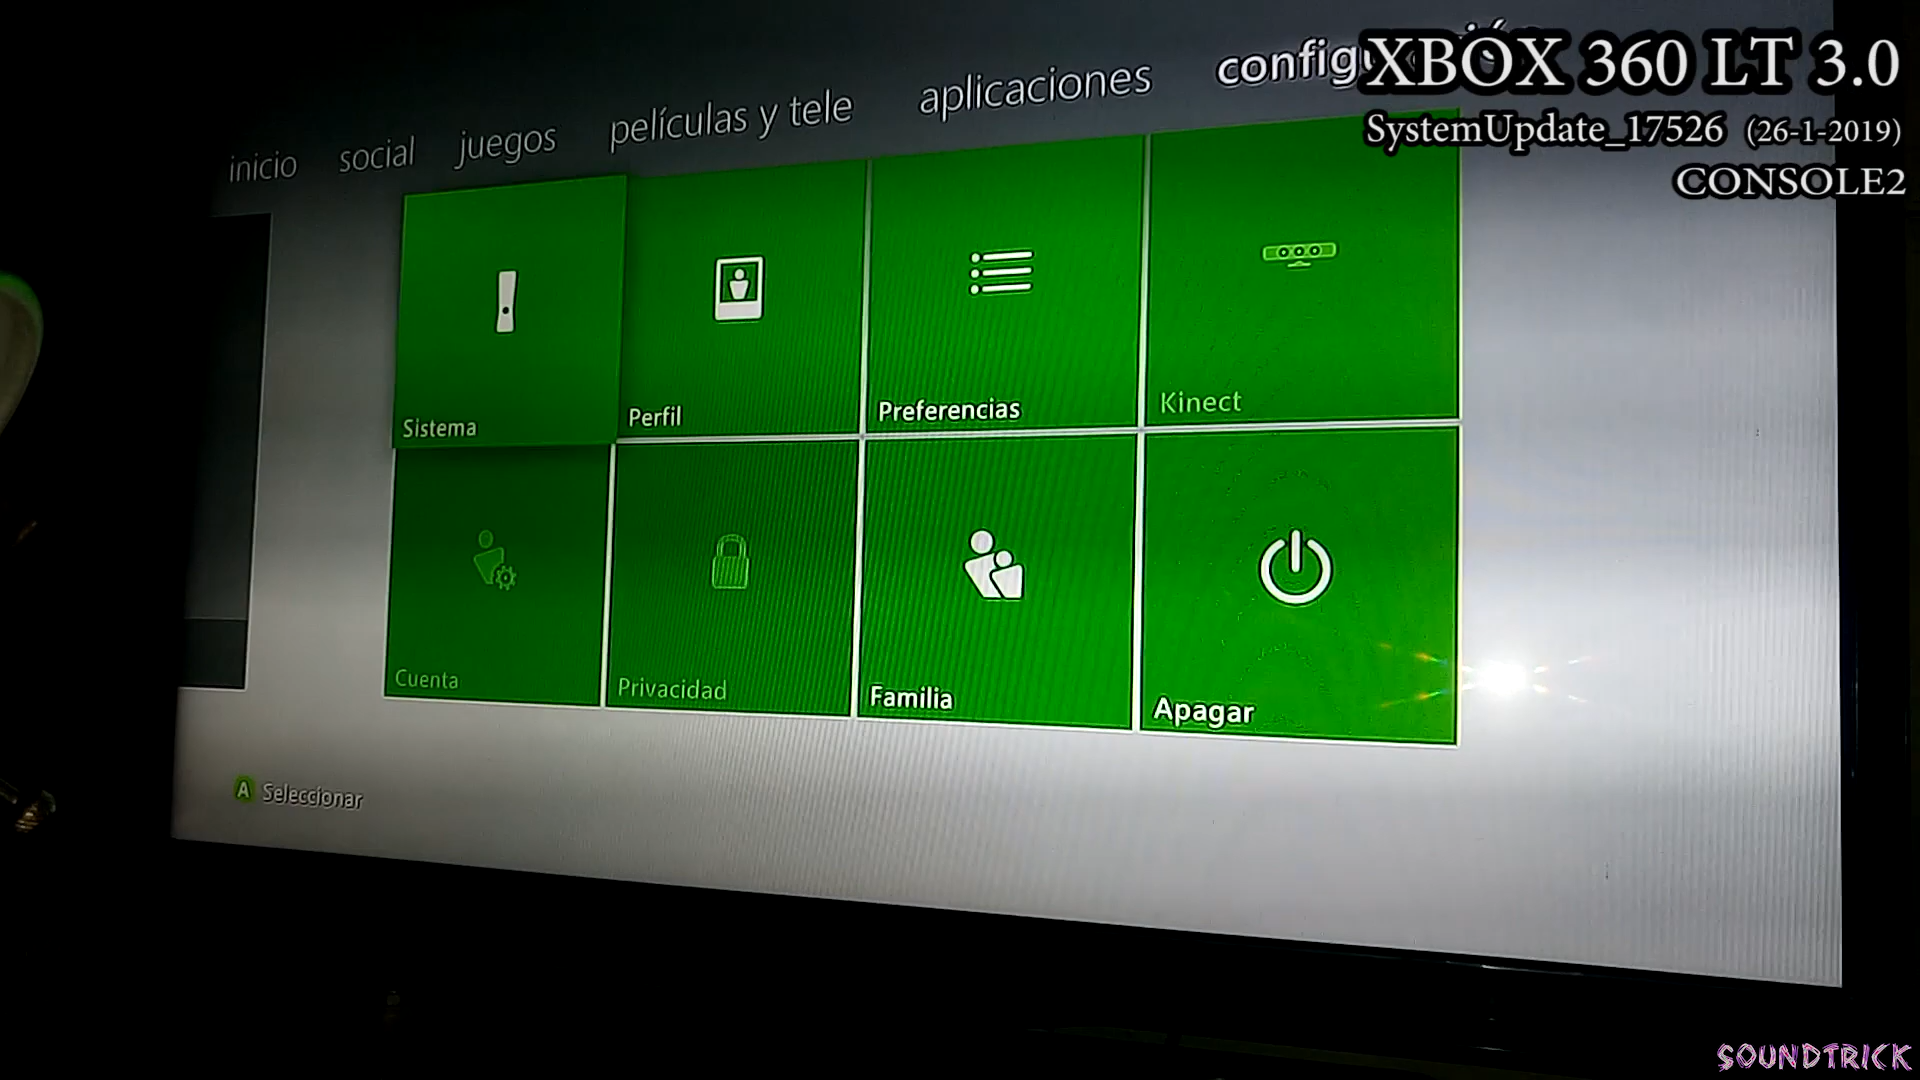 XBOX 360 LT 3.0
SystemUpdate_17526 (26-1-2019)
CONSOLE2
inicio social juegos películas y tele aplicaciones
Sistema
Perfil
Preferencias
Kinect
Cuenta
Privacidad
Familia
Apagar
A Seleccionar
SOUNDTRICK